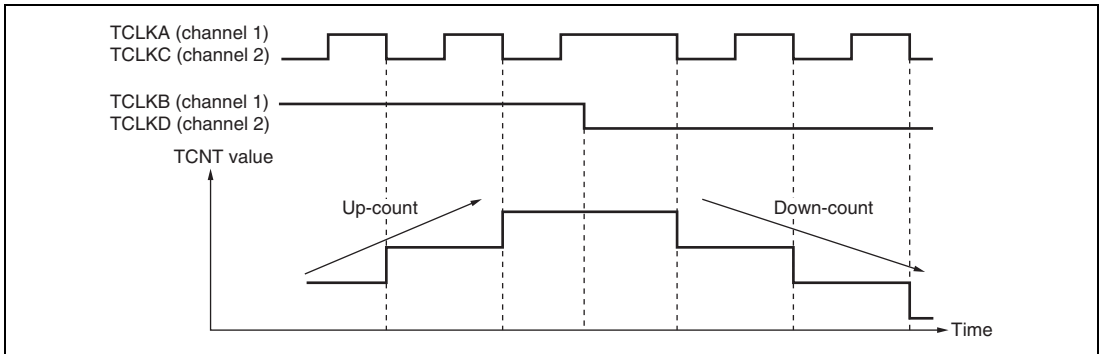 TCLKA (channel 1)
TCLKC (channel 2)
TCLKB (channel 1)
TCLKD (channel 2)
TCNT value
Up-count
Down-count
Time